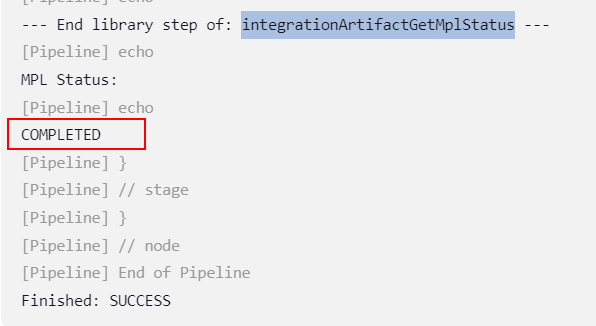 [Pipeline] echo
--- End library step of: integrationArtifactGetMplStatus ---
[Pipeline] echo
MPL Status:
[Pipeline] echo
COMPLETED
[Pipeline] }
[Pipeline] // stage
[Pipeline] }
[Pipeline] // node
[Pipeline] End of Pipeline
Finished: SUCCESS